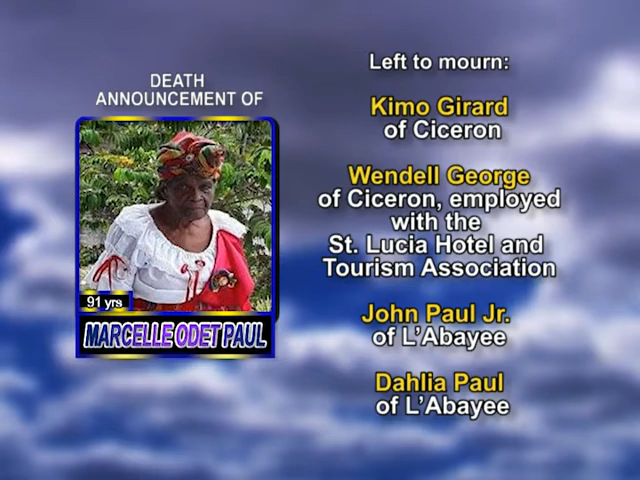 DEATH
ANNOUNCEMENT OF
91 yrs
MARCELLE ODET PAUL
Left to mourn:
Kimo Girard
of Ciceron
Wendell George
of Ciceron, employed
with the
St. Lucia Hotel and
Tourism Association
John Paul Jr.
of L'Abayee
Dahlia Paul
of L'Abayee